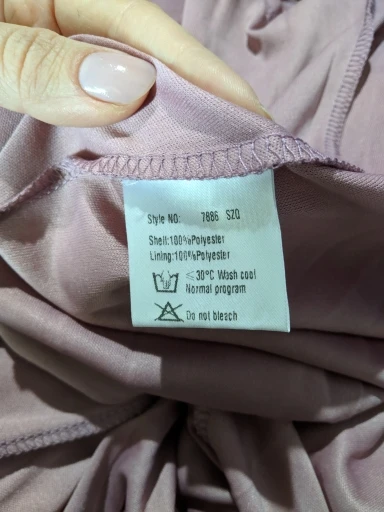 Style NO: 7886 SZQ
Shell:100%Polyester
Lining:100%Polyester
≤30°C Wash cool
Normal program
Do not bleach